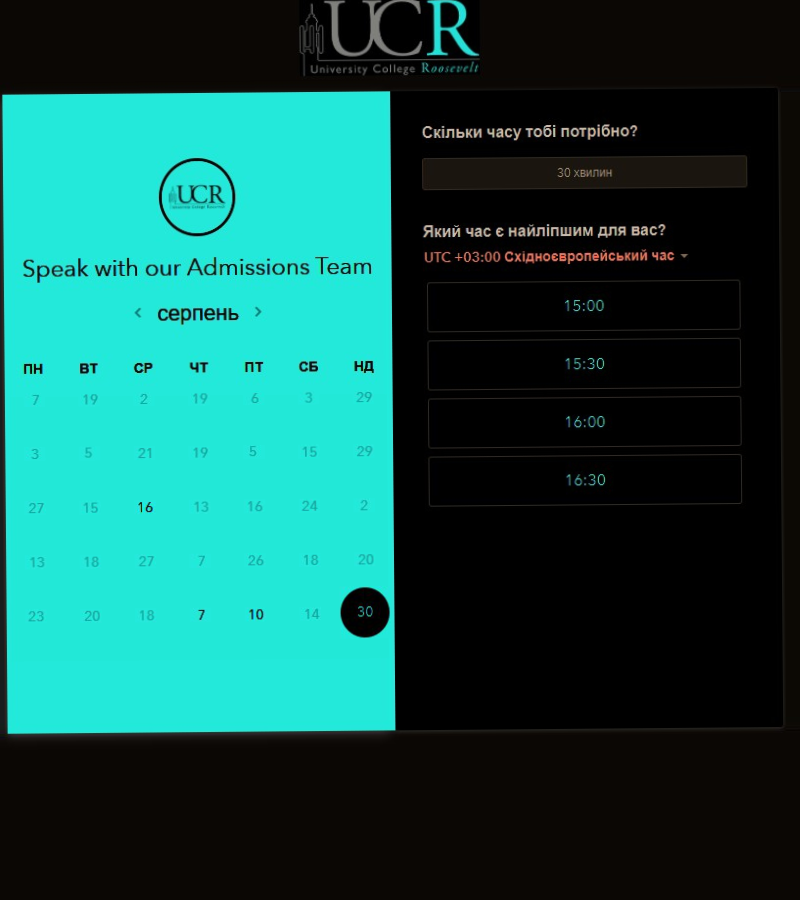 UCR
University College Roosevelt
UCR
Speak with our Admissions Team
серпень
ПН ВТ СР ЧТ ПТ СБ НД
7 19 2 19 6 3 29
3 5 21 19 5 15 29
27 15 16 13 16 24 2
13 18 27 7 26 18 20
23 20 18 7 10 14 30
Скільки часу тобі потрібно?
30 хвилин
Який час є найліпшим для вас?
UTC +03:00 Східноєвропейський час
15:00
15:30
16:00
16:30